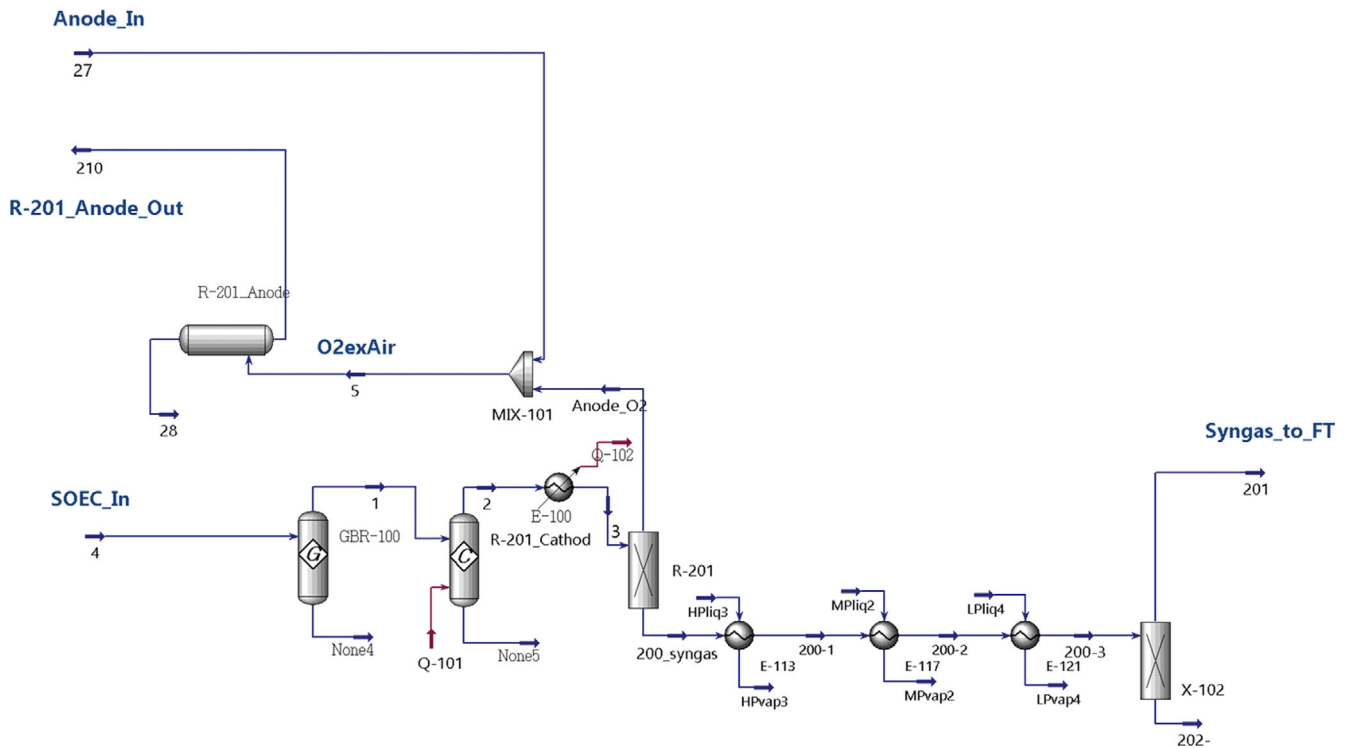 Anode_In
27
210
R-201_Anode_Out
R-201_Anode
O2exAir
5
MIX-101
Anode_O2
28
Syngas_to_FT
201
Q-102
SOEC_In
4
1
GBR-100
G
2
C
E-100
R-201_Cathod
3
R-201
None4
Q-101
None5
HPliq3
MPliq2
LPliq4
200_syngas
E-113
200-1
E-117
200-2
E-121
200-3
HPvap3
MPvap2
LPvap4
X-102
202-